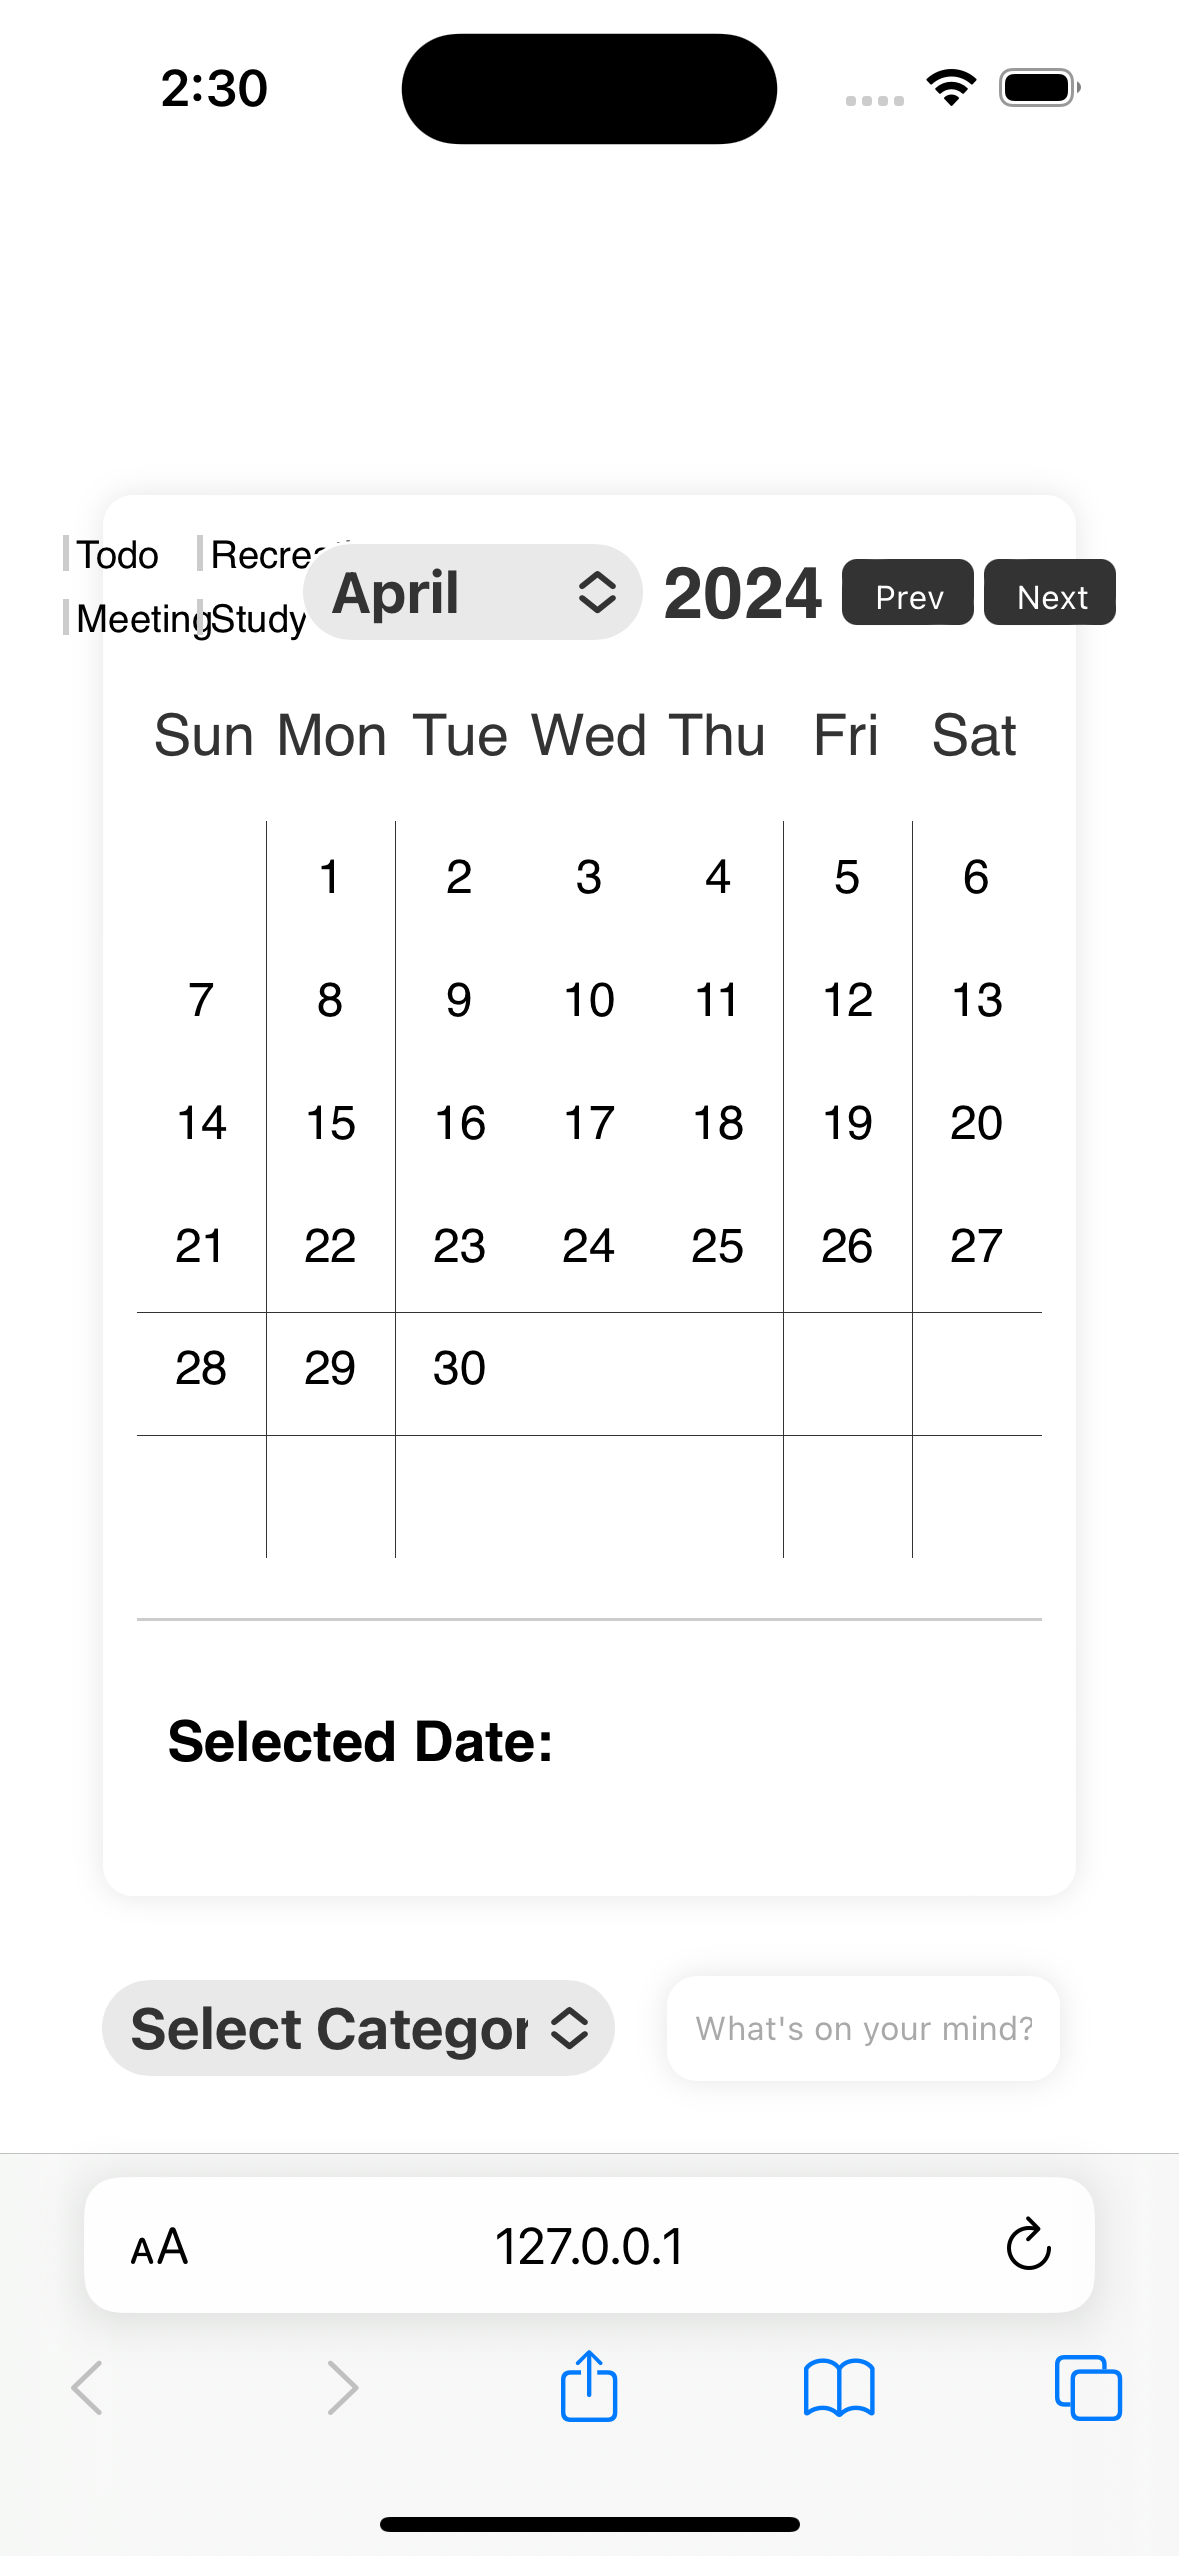 2:30
Todo Recrea
April 2024 Prev Next
Meeting Study
Sun Mon Tue Wed Thu Fri Sat
1 2 3 4 5 6
7 8 9 10 11 12 13
14 15 16 17 18 19 20
21 22 23 24 25 26 27
28 29 30
Selected Date:
Select Categor What's on your mind?
AA 127.0.0.1